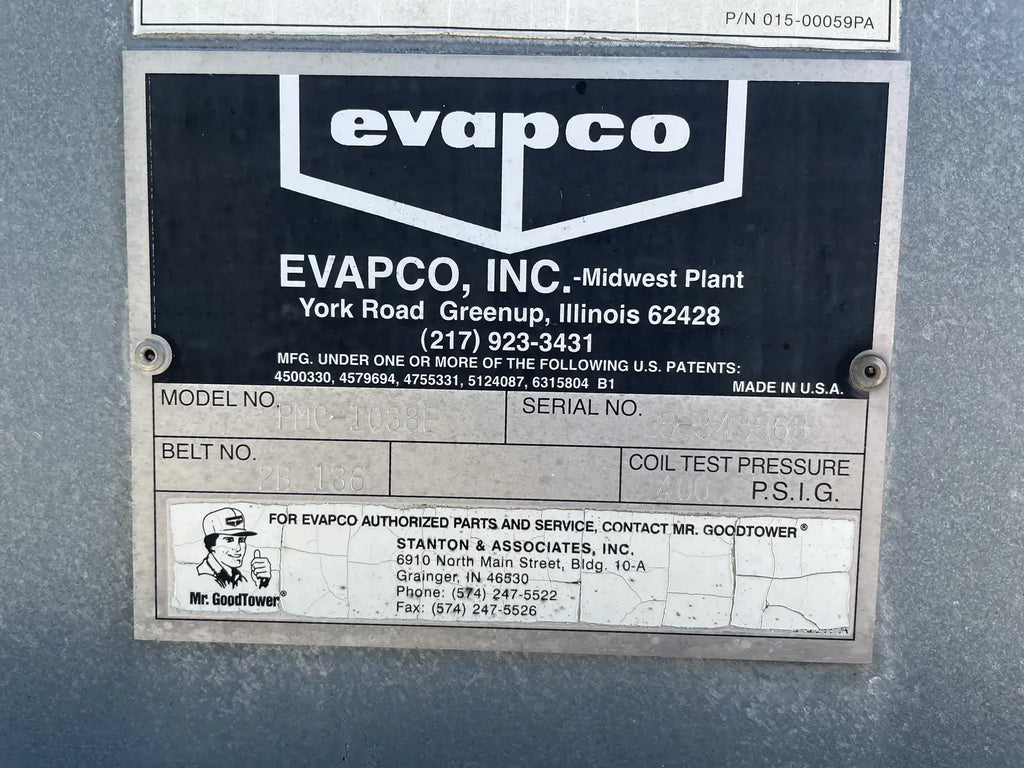 P/N 015-00059PA
evapco
EVAPCO, INC.-Midwest Plant
York Road Greenup, Illinois 62428
(217) 923-3431
MFG. UNDER ONE OR MORE OF THE FOLLOWING U.S. PATENTS:
4500330, 4579694, 4755331, 5124087, 6315804 B1
MADE IN U.S.A.
MODEL NO.
SERIAL NO.
BELT NO. 2B 136
COIL TEST PRESSURE
400 P.S.I.G.
FOR EVAPCO AUTHORIZED PARTS AND SERVICE, CONTACT MR. GOODTOWER®
STANTON & ASSOCIATES, INC.
6910 North Main Street, Bldg. 10-A
Grainger, IN 46530
Phone: (574) 247-5522
Fax: (574) 247-5526
Mr. GoodTower®